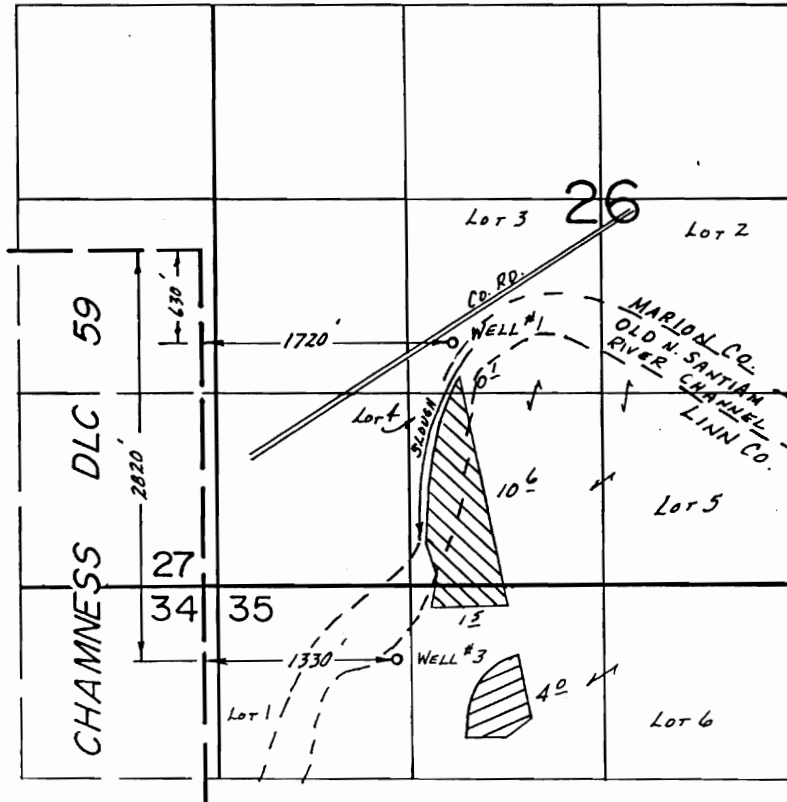 LOT 3
26
LOT 2
CO. RD.
MARION CO.
OLD N. SANTIAM
RIVER CHANNEL
LINN CO.
CHAMNESS DLC 59
630'
1720'
WELL #1
2820'
LOT 4
SLOUGH
10 6
LOT 5
27
34
35
1 5
1330'
WELL #3
LOT 1
4 0
LOT 6